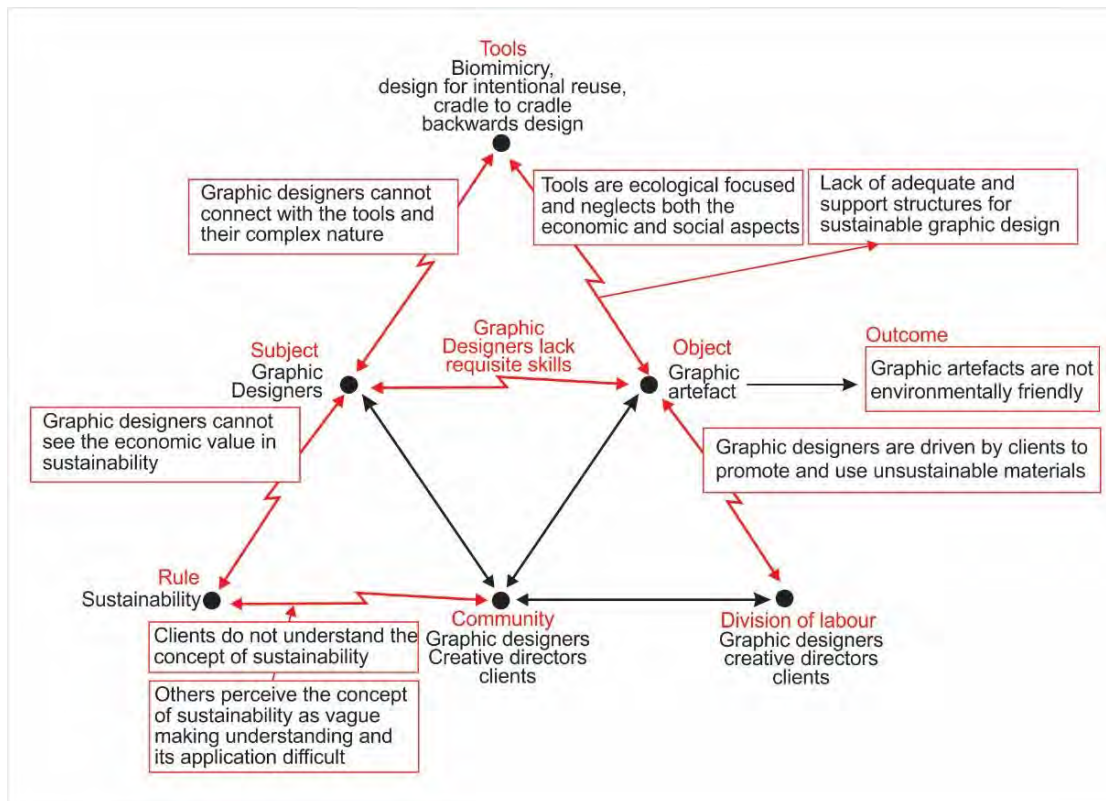 Tools
Biomimicry,
design for intentional reuse,
cradle to cradle
backwards design
Graphic designers cannot
connect with the tools and
their complex nature
Tools are ecological focused
and neglects both the
economic and social aspects
Lack of adequate and
support structures for
sustainable graphic design
Subject
Graphic
Designers
Graphic
Designers lack
requisite skills
Object
Graphic
artefact
Outcome
Graphic artefacts are not
environmentally friendly
Graphic designers cannot
see the economic value in
sustainability
Graphic designers are driven by clients to
promote and use unsustainable materials
Rule
Sustainability
Clients do not understand the
concept of sustainability
Others perceive the concept
of sustainability as vague
making understanding and
its application difficult
Community
Graphic designers
Creative directors
clients
Division of labour
Graphic designers
creative directors
clients